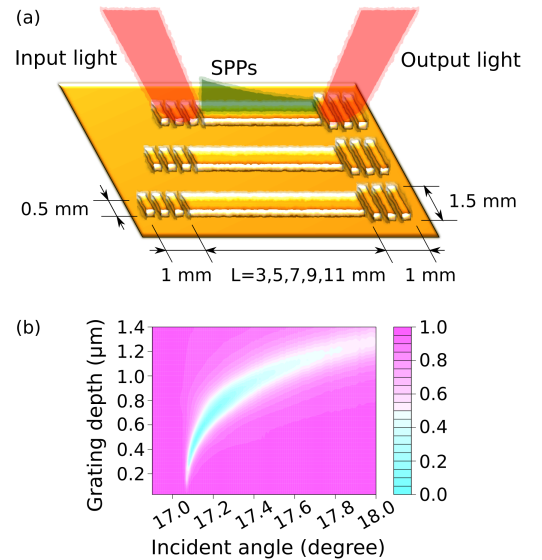 (a)
Input light
SPPs
Output light
0.5 mm
1.5 mm
1 mm
L=3,5,7,9,11 mm
1 mm
(b)
Grating depth (μm)
1.4
1.2
1.0
0.8
0.6
0.4
0.2
17.0
17.2
17.4
17.6
17.8
18.0
Incident angle (degree)
1.0
0.8
0.6
0.4
0.2
0.0